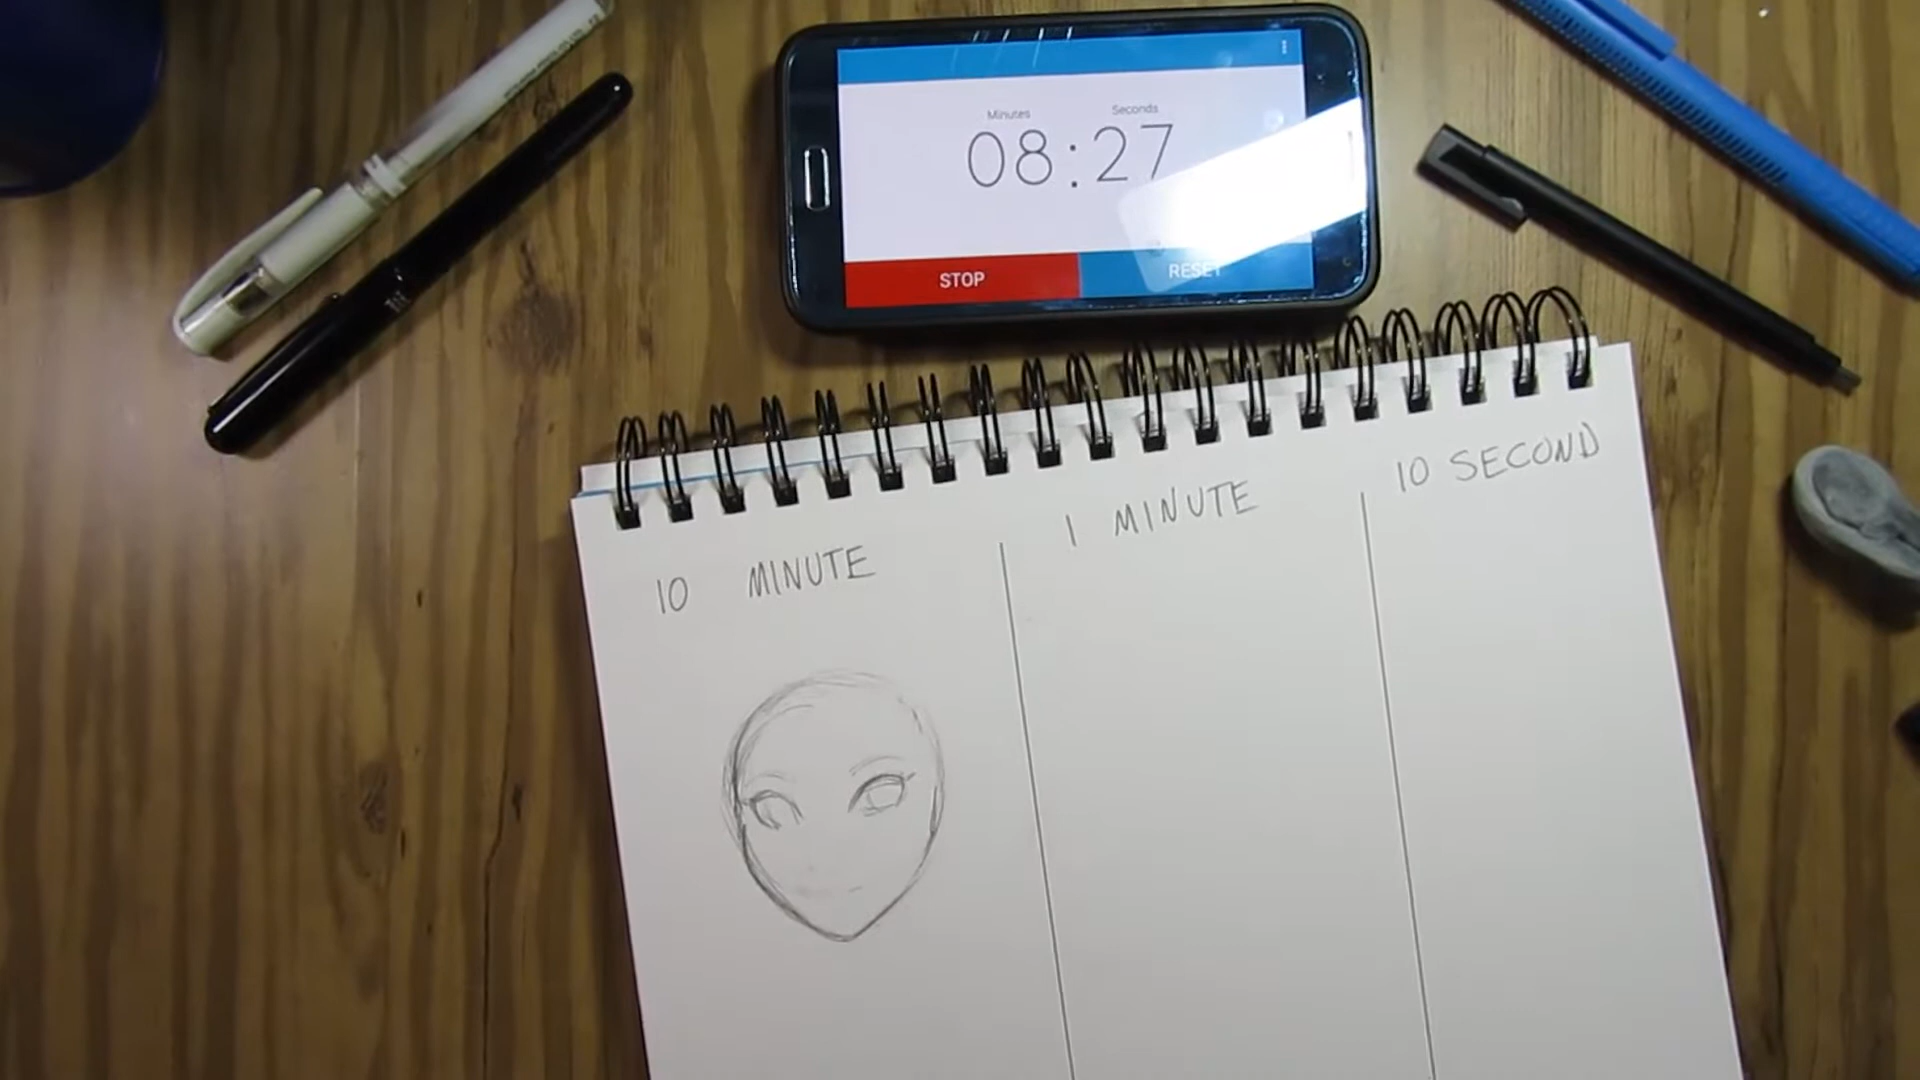 Minutes Seconds
08:27
STOP RESET
10 MINUTE
1 MINUTE
10 SECOND